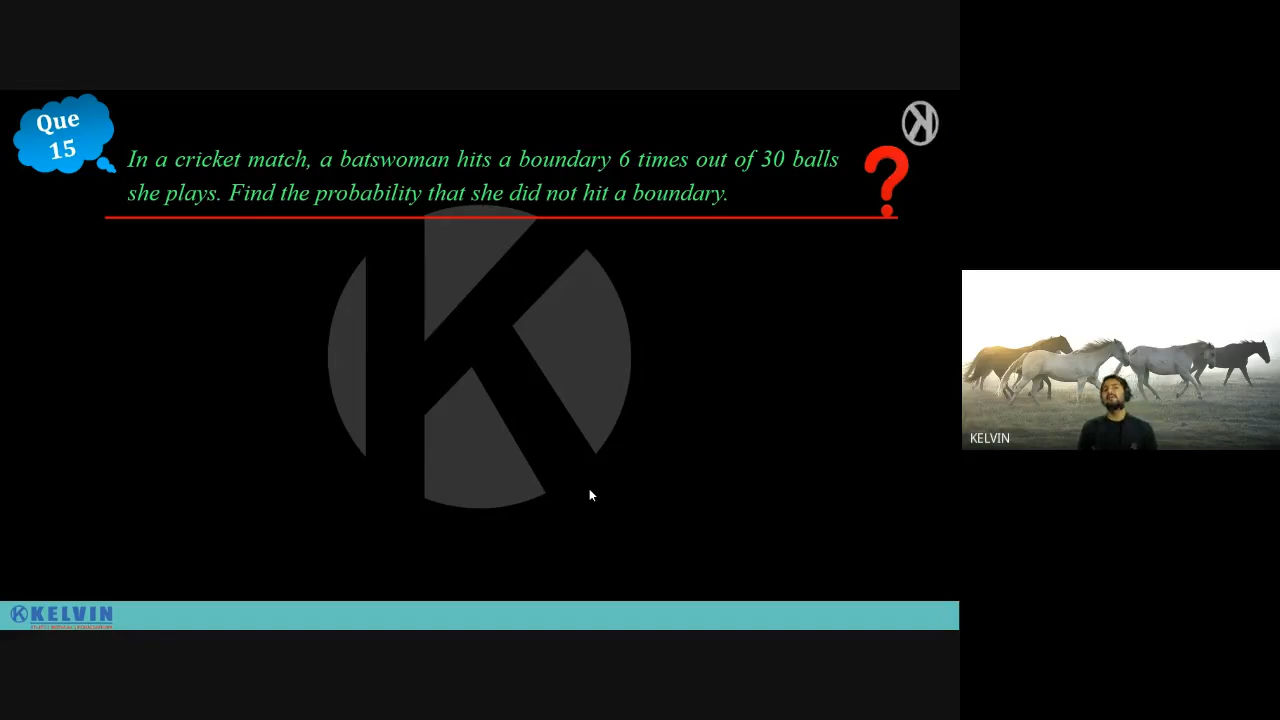 Que
15
In a cricket match, a batswoman hits a boundary 6 times out of 30 balls
she plays. Find the probability that she did not hit a boundary.
?
KELVIN
KELVIN